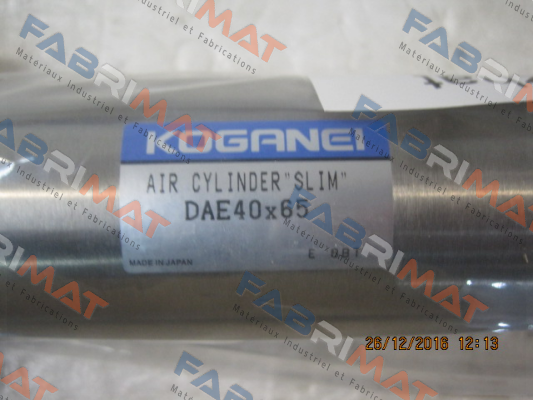 KOGANEI
AIR CYLINDER "SLIM"
DAE40x65
MADE IN JAPAN
26/12/2016 12:13
FABRIMAT
Materiaux Industriel et Fabrications